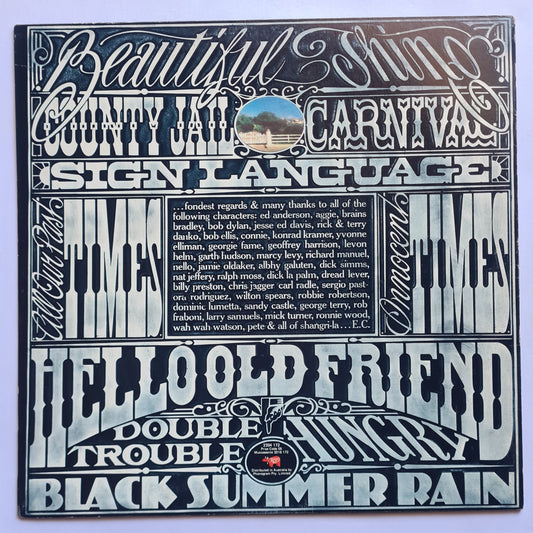 Beautiful Thing
COUNTY JAIL
CARNIVAL
SIGN LANGUAGE
All Our Past
TIMES
...fondest regards & many thanks to all of the
following characters: ed anderson, aggie, brains
bradley, bob dylan, jesse ed davis, rick & terry
danko, bob ellis, connie, konrad kramer, yvonne
elliman, georgie fame, geoffrey harrison, levon
helm, garth hudson, marcy levy, richard manuel,
nello, jamie oldaker, albhy galuten, dick simms,
nat jeffery, ralph moss, dick la palm, dread lever,
billy preston, chris jagger carl radle, sergio past-
ora rodriguez, wilton spears, robbie robertson,
dominic lumetta, sandy castle, george terry, rob
fraboni, larry samuels, mick turner, ronnie wood,
wah wah watson, pete & all of shangri-la... E.C.
Innocent
TIMES
HELLO OLD FRIEND
DOUBLE
TROUBLE
HUNGRY
Distributed in Australia by
BLACK SUMMER RAIN